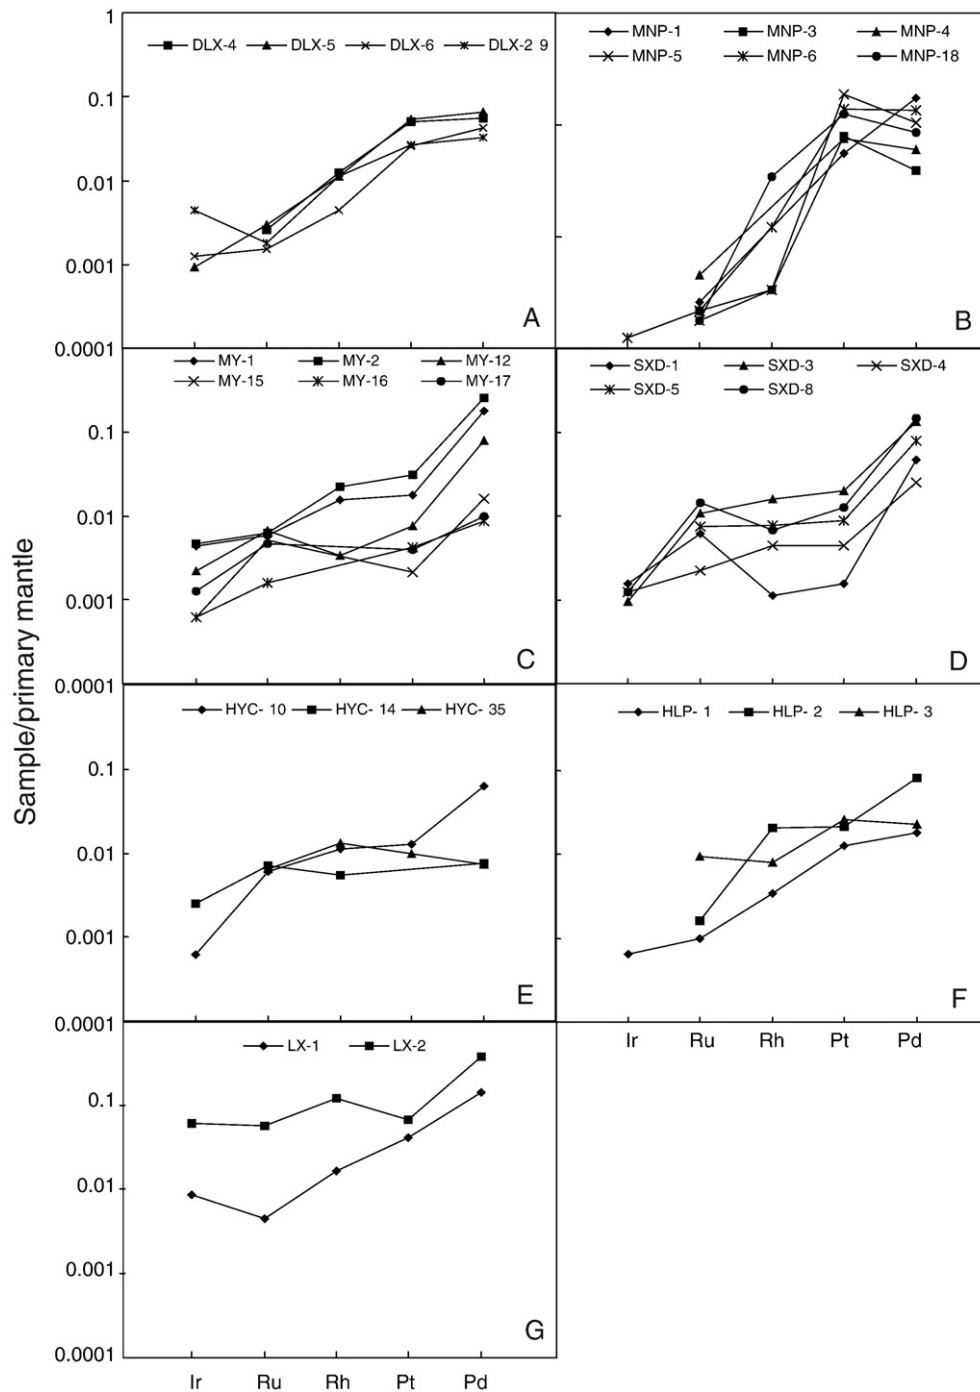 1
DLX-4 DLX-5 DLX-6 DLX-2 9
0.1
0.01
0.001
A
MNP-1 MNP-3 MNP-4
MNP-5 MNP-6 MNP-18
B
0.0001
MY-1 MY-2 MY-12
MY-15 MY-16 MY-17
0.1
0.01
0.001
C
SXD-1 SXD-3 SXD-4
SXD-5 SXD-8
D
Sample/primary mantle
0.0001
HYC- 10 HYC- 14 HYC- 35
0.1
0.01
0.001
E
HLP- 1 HLP- 2 HLP- 3
F
Ir Ru Rh Pt Pd
0.0001
LX-1 LX-2
0.1
0.01
0.001
G
0.0001
Ir Ru Rh Pt Pd